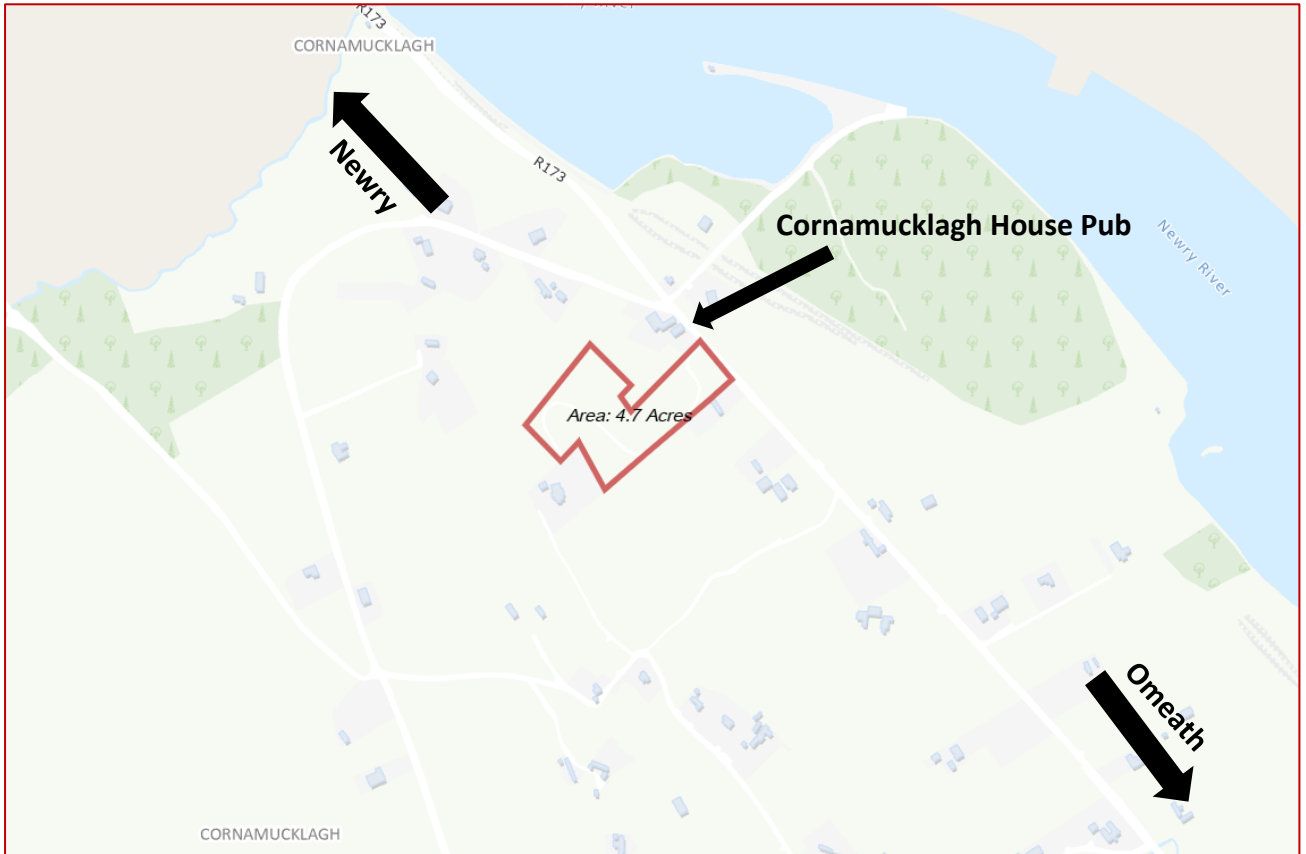 R173
CORNAMUCKLAGH
Newry
R173
Cornamucklagh House Pub
Newry River
Area: 4.7 Acres
Omeath
CORNAMUCKLAGH